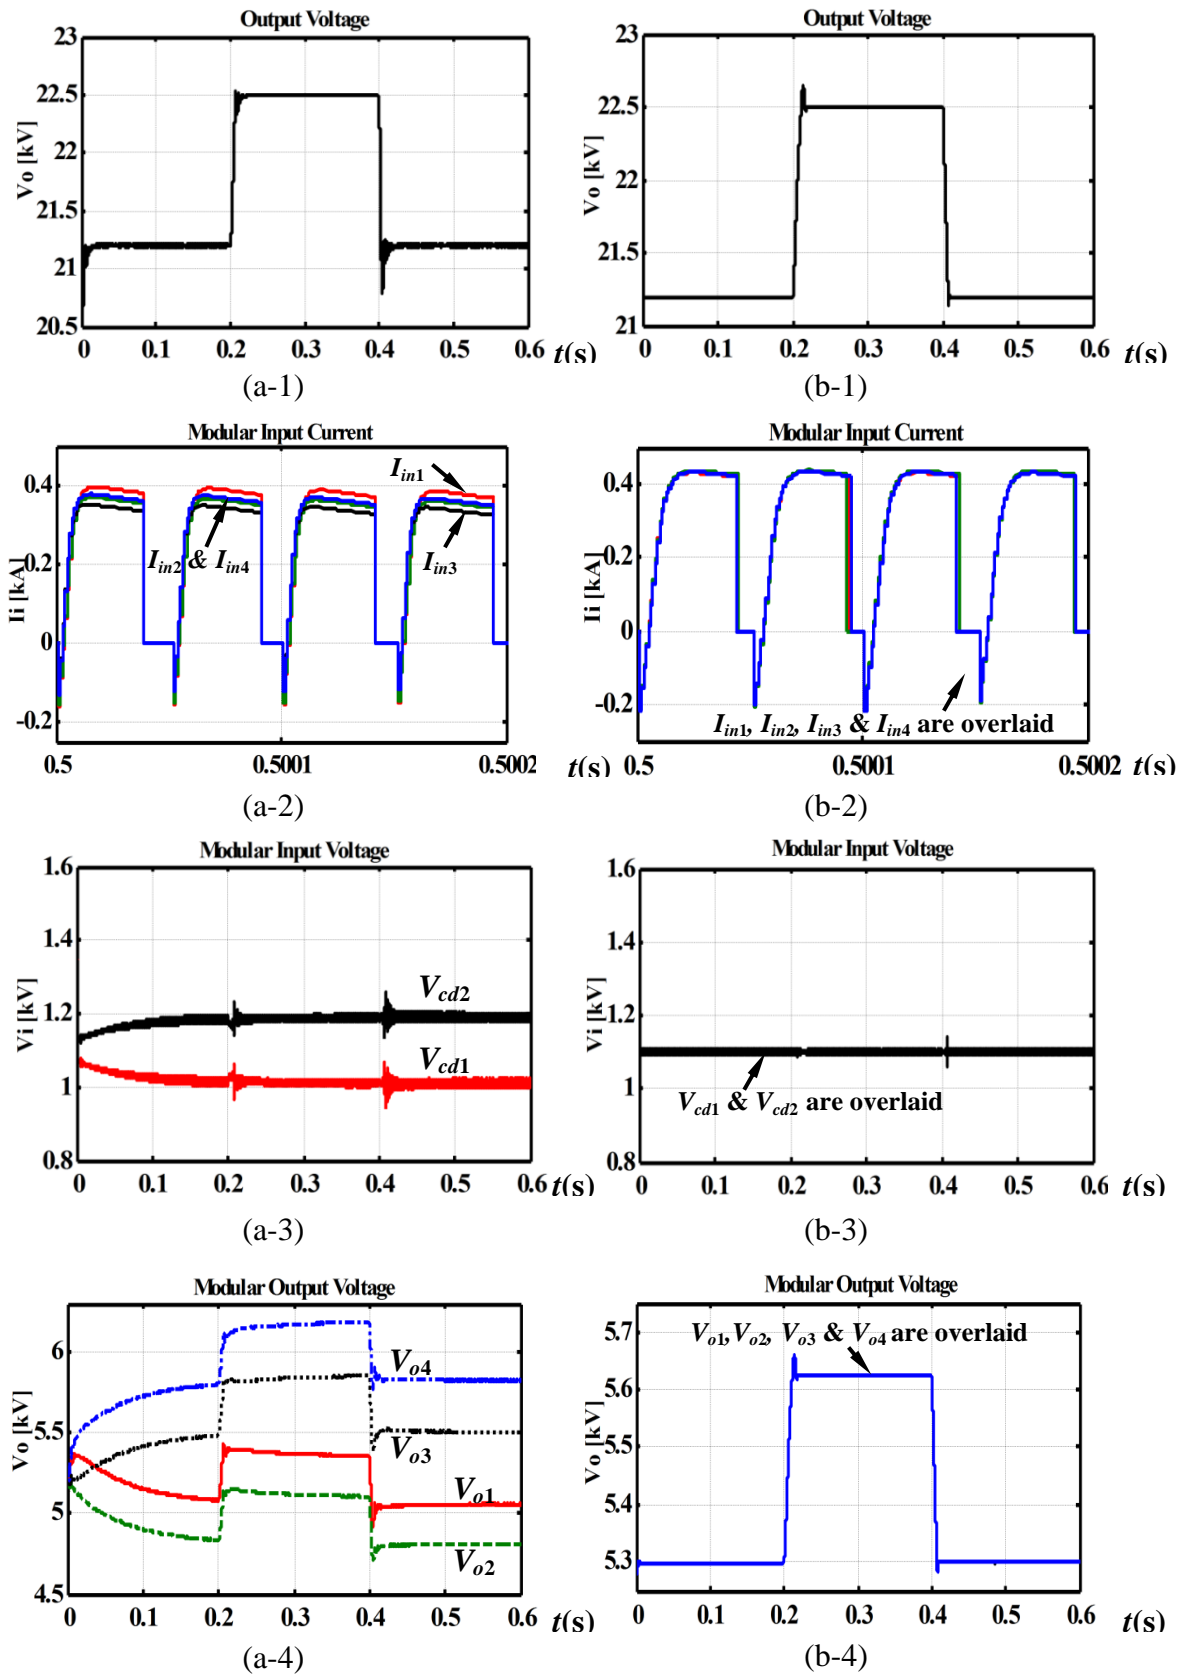 Output Voltage
23
22.5
22
21.5
21
20.5
Vo [kV]
0 0.1 0.2 0.3 0.4 0.5 0.6 t(s)
(a-1)
Output Voltage
23
22.5
22
21.5
21
Vo [kV]
0 0.1 0.2 0.3 0.4 0.5 0.6 t(s)
(b-1)
Modular Input Current
0.4
0.2
0
-0.2
Ii [kA]
Iin1
Iin2 & Iin4
Iin3
0.5 0.5001 0.5002 t(s)
(a-2)
Modular Input Current
0.4
0.2
0
-0.2
Ii [kA]
Iin1, Iin2, Iin3 & Iin4 are overlaid
0.5 0.5001 0.5002 t(s)
(b-2)
Modular Input Voltage
1.6
1.4
1.2
1
0.8
Vi [kV]
Vcd2
Vcd1
0 0.1 0.2 0.3 0.4 0.5 0.6 t(s)
(a-3)
Modular Input Voltage
1.6
1.4
1.2
1
0.8
Vi [kV]
Vcd1 & Vcd2 are overlaid
0 0.1 0.2 0.3 0.4 0.5 0.6 t(s)
(b-3)
Modular Output Voltage
6
5.5
5
4.5
Vo [kV]
Vo4
Vo3
Vo1
Vo2
0 0.1 0.2 0.3 0.4 0.5 0.6 t(s)
(a-4)
Modular Output Voltage
5.7
5.6
5.5
5.4
5.3
Vo [kV]
Vo1, Vo2, Vo3 & Vo4 are overlaid
0 0.1 0.2 0.3 0.4 0.5 0.6 t(s)
(b-4)